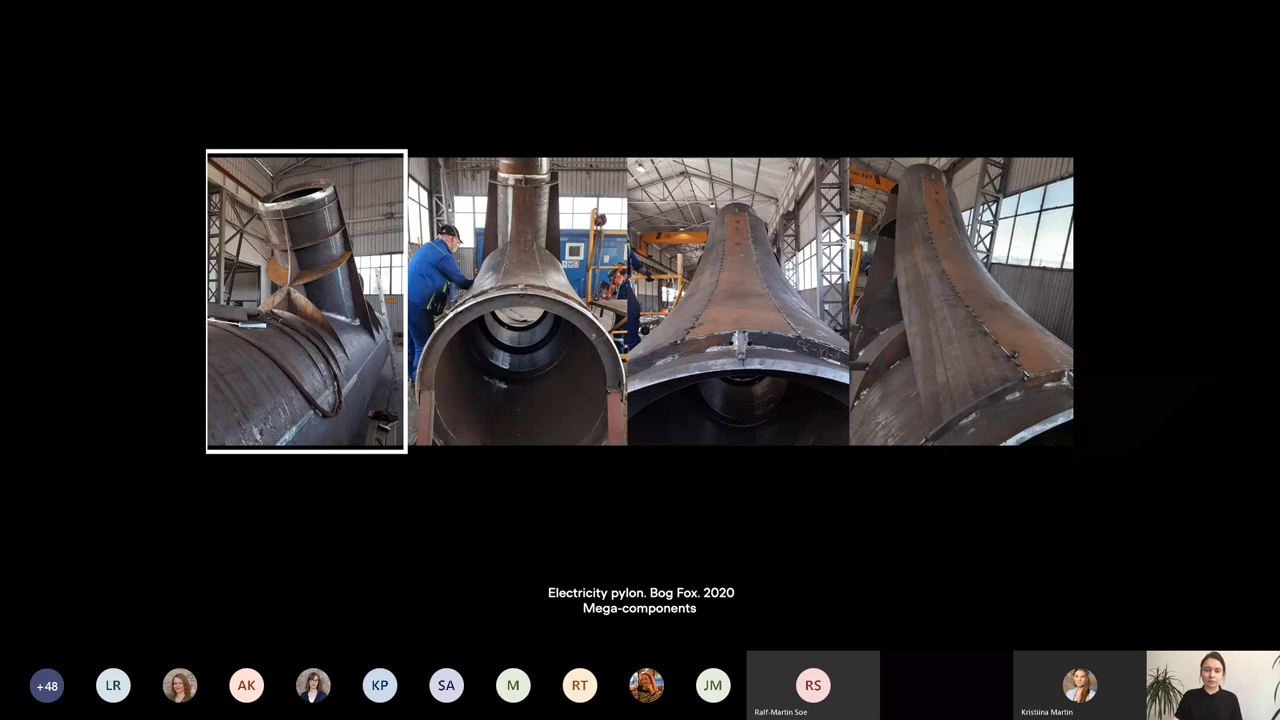 Electricity pylon. Bog Fox. 2020
Mega-components
+48
LR
AK
KP
SA
M
RT
JM
RS
Ralf-Martin Soe
Kristiina Martin